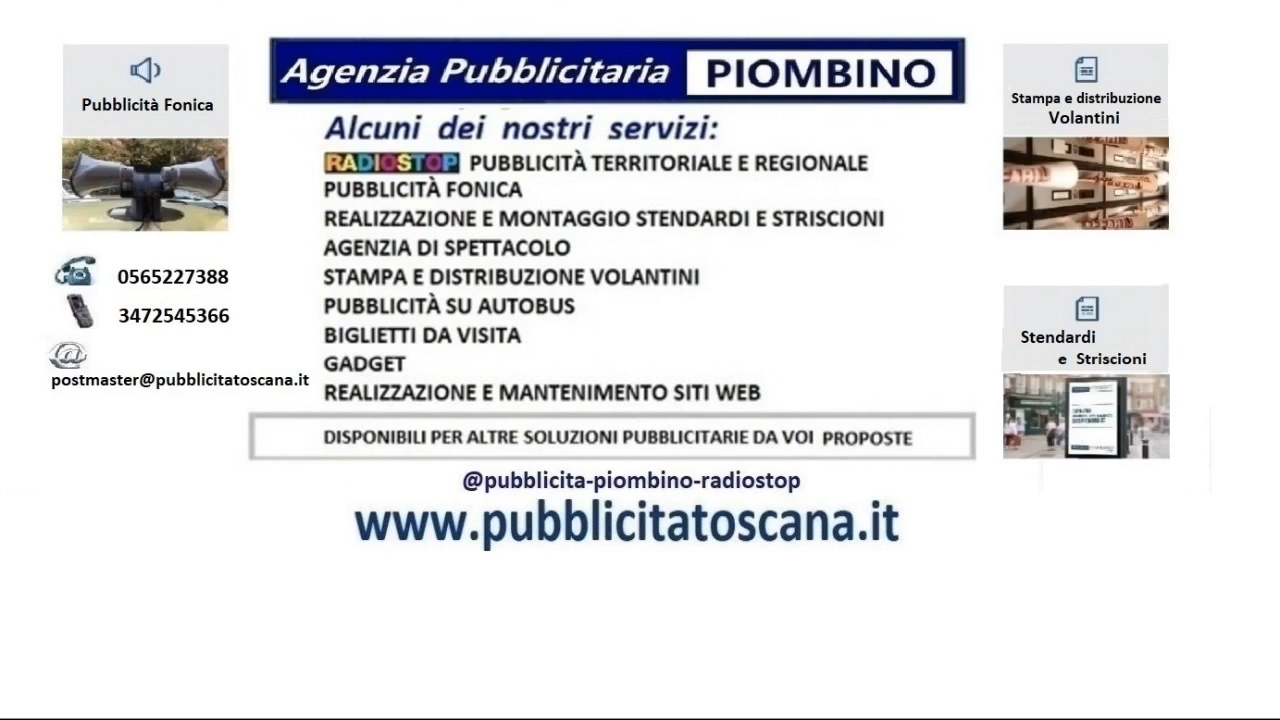 Agenzia Pubblicitaria PIOMBINO
Pubblicità Fonica
Stampa e distribuzione
Volantini
Alcuni dei nostri servizi:
RADIOSTOP PUBBLICITÀ TERRITORIALE E REGIONALE
PUBBLICITÀ FONICA
REALIZZAZIONE E MONTAGGIO STENDARDI E STRISCIONI
AGENZIA DI SPETTACOLO
STAMPA E DISTRIBUZIONE VOLANTINI
PUBBLICITÀ SU AUTOBUS
BIGLIETTI DA VISITA
GADGET
REALIZZAZIONE E MANTENIMENTO SITI WEB
0565227388
3472545366
postmaster@pubblicitatoscana.it
Stendardi
e Striscioni
DISPONIBILI PER ALTRE SOLUZIONI PUBBLICITARIE DA VOI PROPOSTE
@pubblicita-piombino-radiostop
www.pubblicitatoscana.it